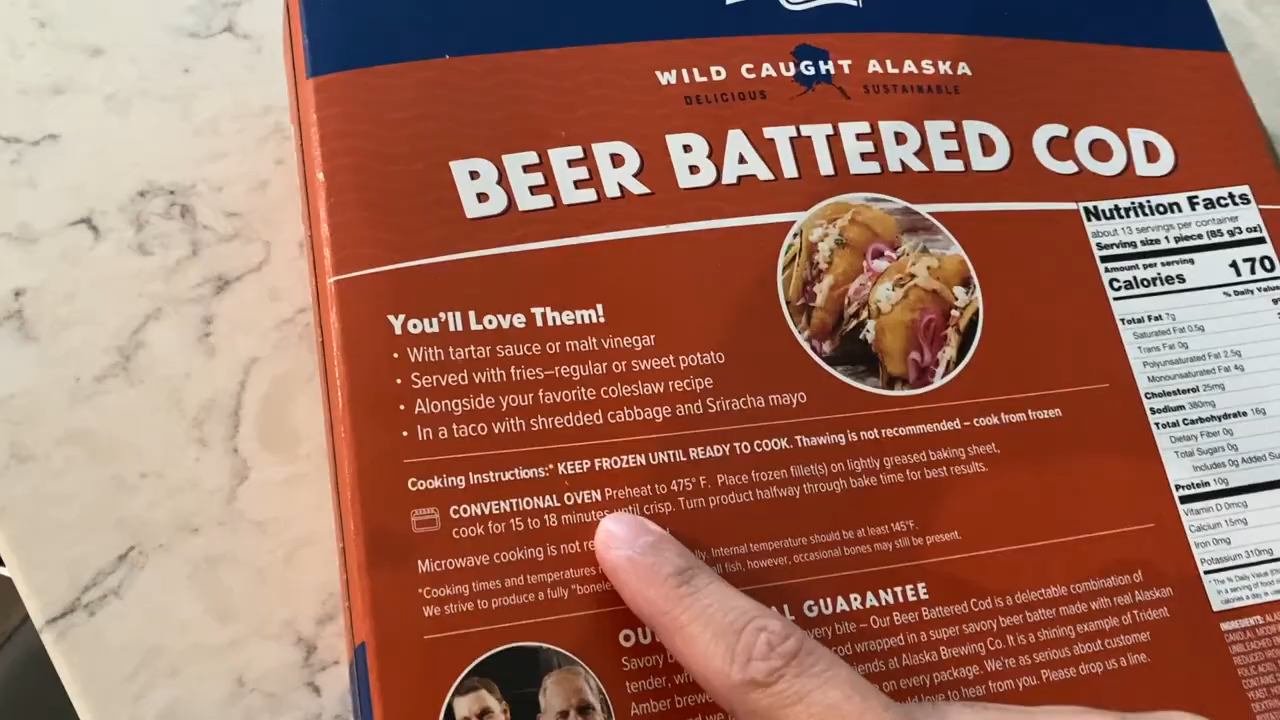 WILD CAUGHT ALASKA
DELICIOUS SUSTAINABLE
BEER BATTERED COD
You'll Love Them!
• With tartar sauce or malt vinegar
• Served with fries–regular or sweet potato
• Alongside your favorite coleslaw recipe
• In a taco with shredded cabbage and Sriracha mayo
Cooking Instructions:* KEEP FROZEN UNTIL READY TO COOK. Thawing is not recommended – cook from frozen
CONVENTIONAL OVEN Preheat to 475° F. Place frozen fillet(s) on lightly greased baking sheet,
cook for 15 to 18 minutes until crisp. Turn product halfway through bake time for best results.
Microwave cooking is not
*Cooking times and temperatures Internal temperature should be at least 145°F.
We strive to produce a fully fish, however, occasional bones may still be present.
GUARANTEE
Savory bite – Our Beer Battered Cod is a delectable combination of
tender, cod wrapped in a super savory beer batter made with real Alaskan
Amber at Alaska Brewing Co. It is a shining example of Trident
on every package. We're as serious about customer
love to hear from you. Please drop us a line.
Nutrition Facts
about 13 servings per container
Serving size 1 piece (85 g/3 oz)
Amount per serving
Calories 170
% Daily
Total Fat 7g
Saturated Fat 0.5g
Trans Fat 0g
Polyunsaturated Fat 2.5g
Monounsaturated Fat 4g
Cholesterol 25mg
Sodium 380mg
Total Carbohydrate 16g
Dietary Fiber 0g
Total Sugars 0g
Includes 0g Added
Protein 10g
Vitamin D 0mcg
Calcium 15mg
Iron 0mg
Potassium 310mg
* The % Daily Value
in a serving of
calories a day
INGREDIENTS:
UNBLEACHED
REDUCED
FOLIC
CONTAINS
YEAST,